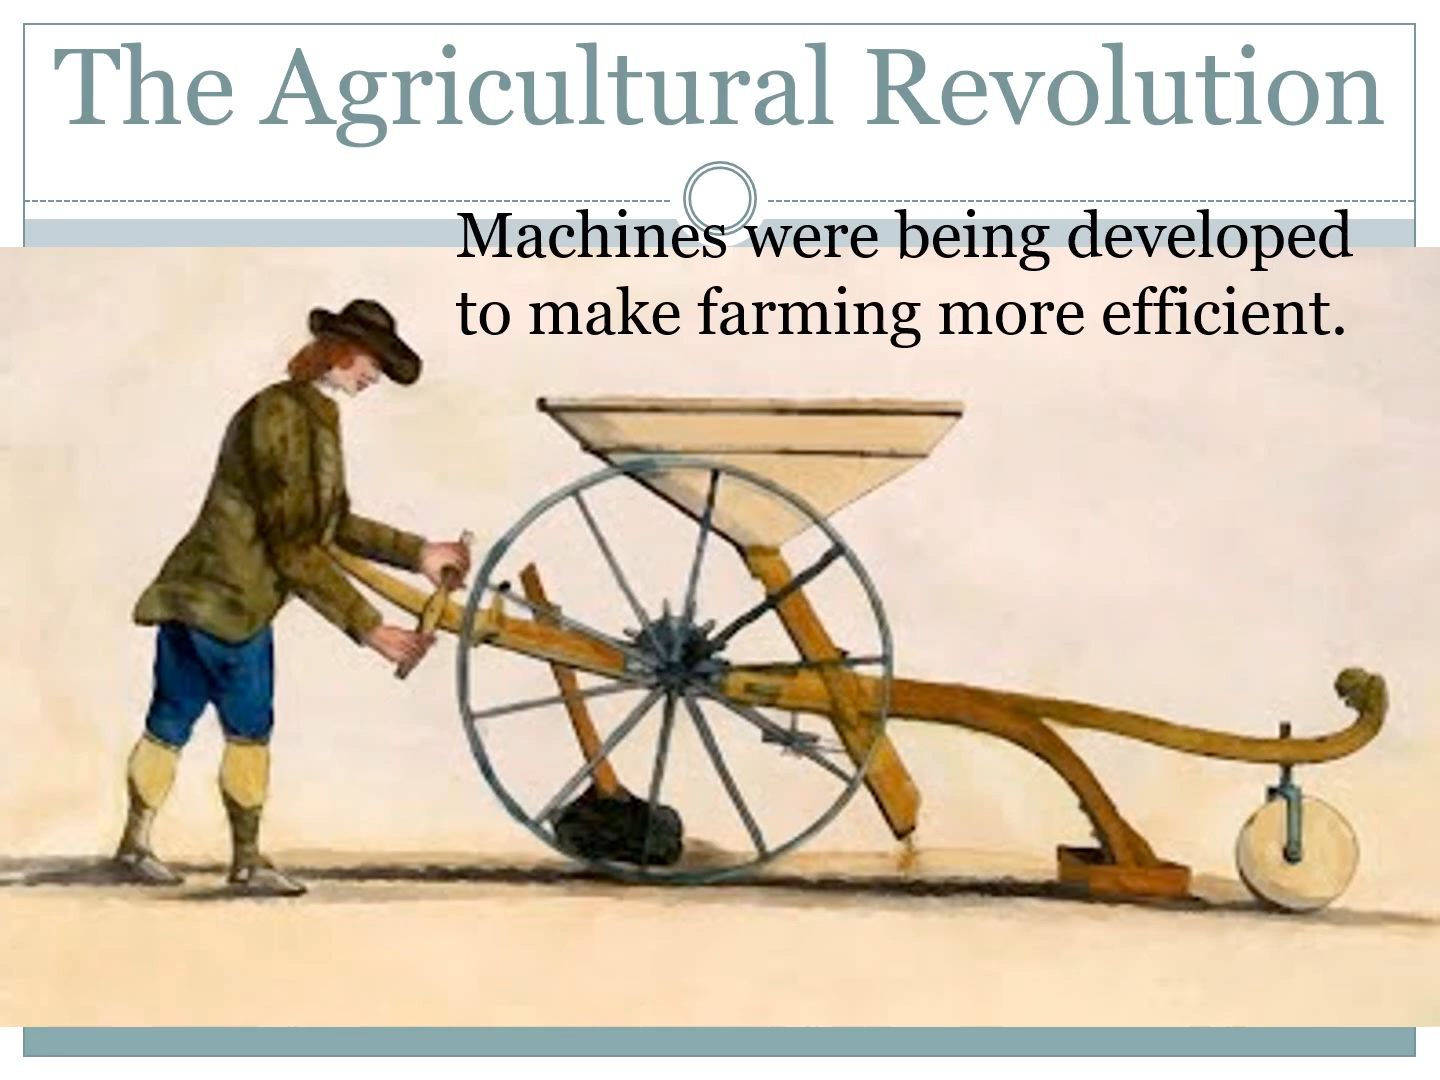 The Agricultural Revolution
Machines were being developed
to make farming more efficient.